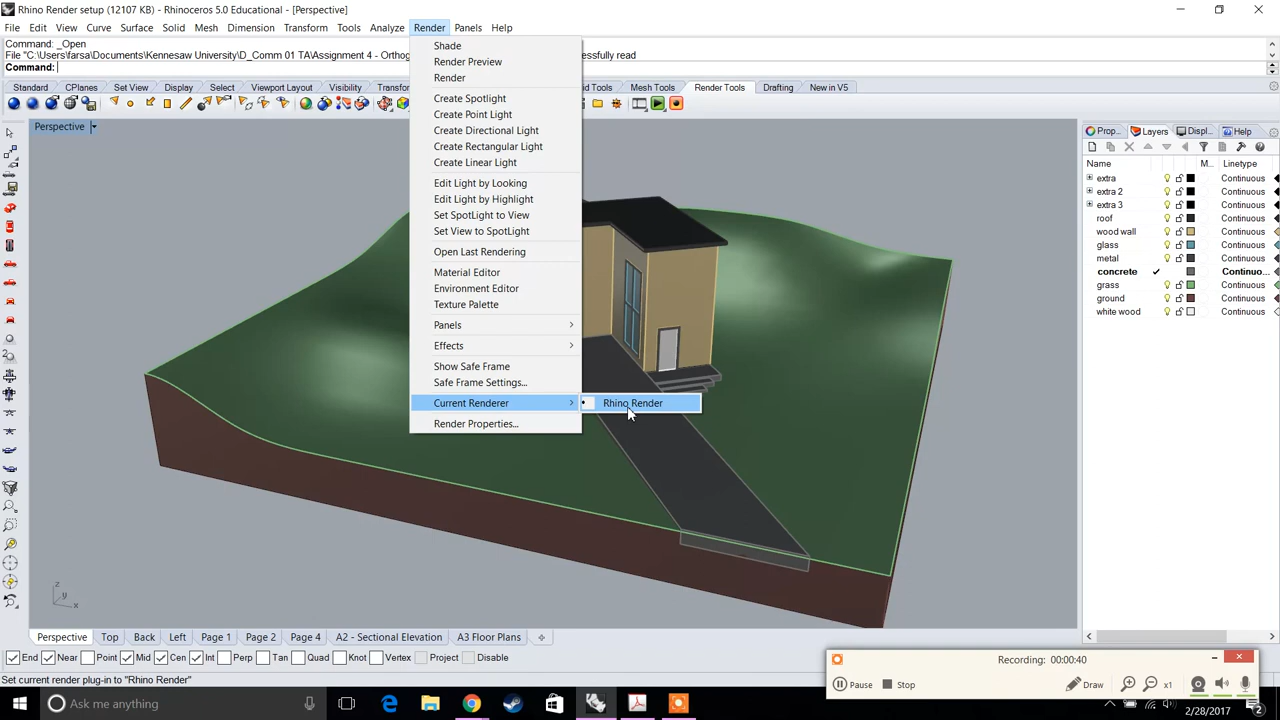 Rhino Render setup (12107 KB) - Rhinoceros 5.0 Educational - [Perspective]
File Edit View Curve Surface Solid Mesh Dimension Transform Tools Analyze Render Panels Help
Command: _Open
File "C:\Users\farsa\Documents\Kennesaw University\D_Comm 01 TA\Assignment 4 - Orthog
ssfully read
Command:
Standard CPlanes Set View Display Select Viewport Layout Visibility Transfor
id Tools Mesh Tools Render Tools Drafting New in V5
Perspective
Shade
Render Preview
Render
Create Spotlight
Create Point Light
Create Directional Light
Create Rectangular Light
Create Linear Light
Edit Light by Looking
Edit Light by Highlight
Set SpotLight to View
Set View to SpotLight
Open Last Rendering
Material Editor
Environment Editor
Texture Palette
Panels
Effects
Show Safe Frame
Safe Frame Settings...
Current Renderer
Rhino Render
Render Properties...
Prop... Layers Displ... Help
Name M... Linetype
extra Continuous
extra 2 Continuous
extra 3 Continuous
roof Continuous
wood wall Continuous
glass Continuous
metal Continuous
concrete Continuo...
grass Continuous
ground Continuous
white wood Continuous
z
y
x
Perspective Top Back Left Page 1 Page 2 Page 4 A2 - Sectional Elevation A3 Floor Plans
End Near Point Mid Cen Int Perp Tan Quad Knot Vertex Project Disable
Set current render plug-in to "Rhino Render"
Recording: 00:00:40
Pause Stop Draw x1
Ask me anything
2/28/2017
2